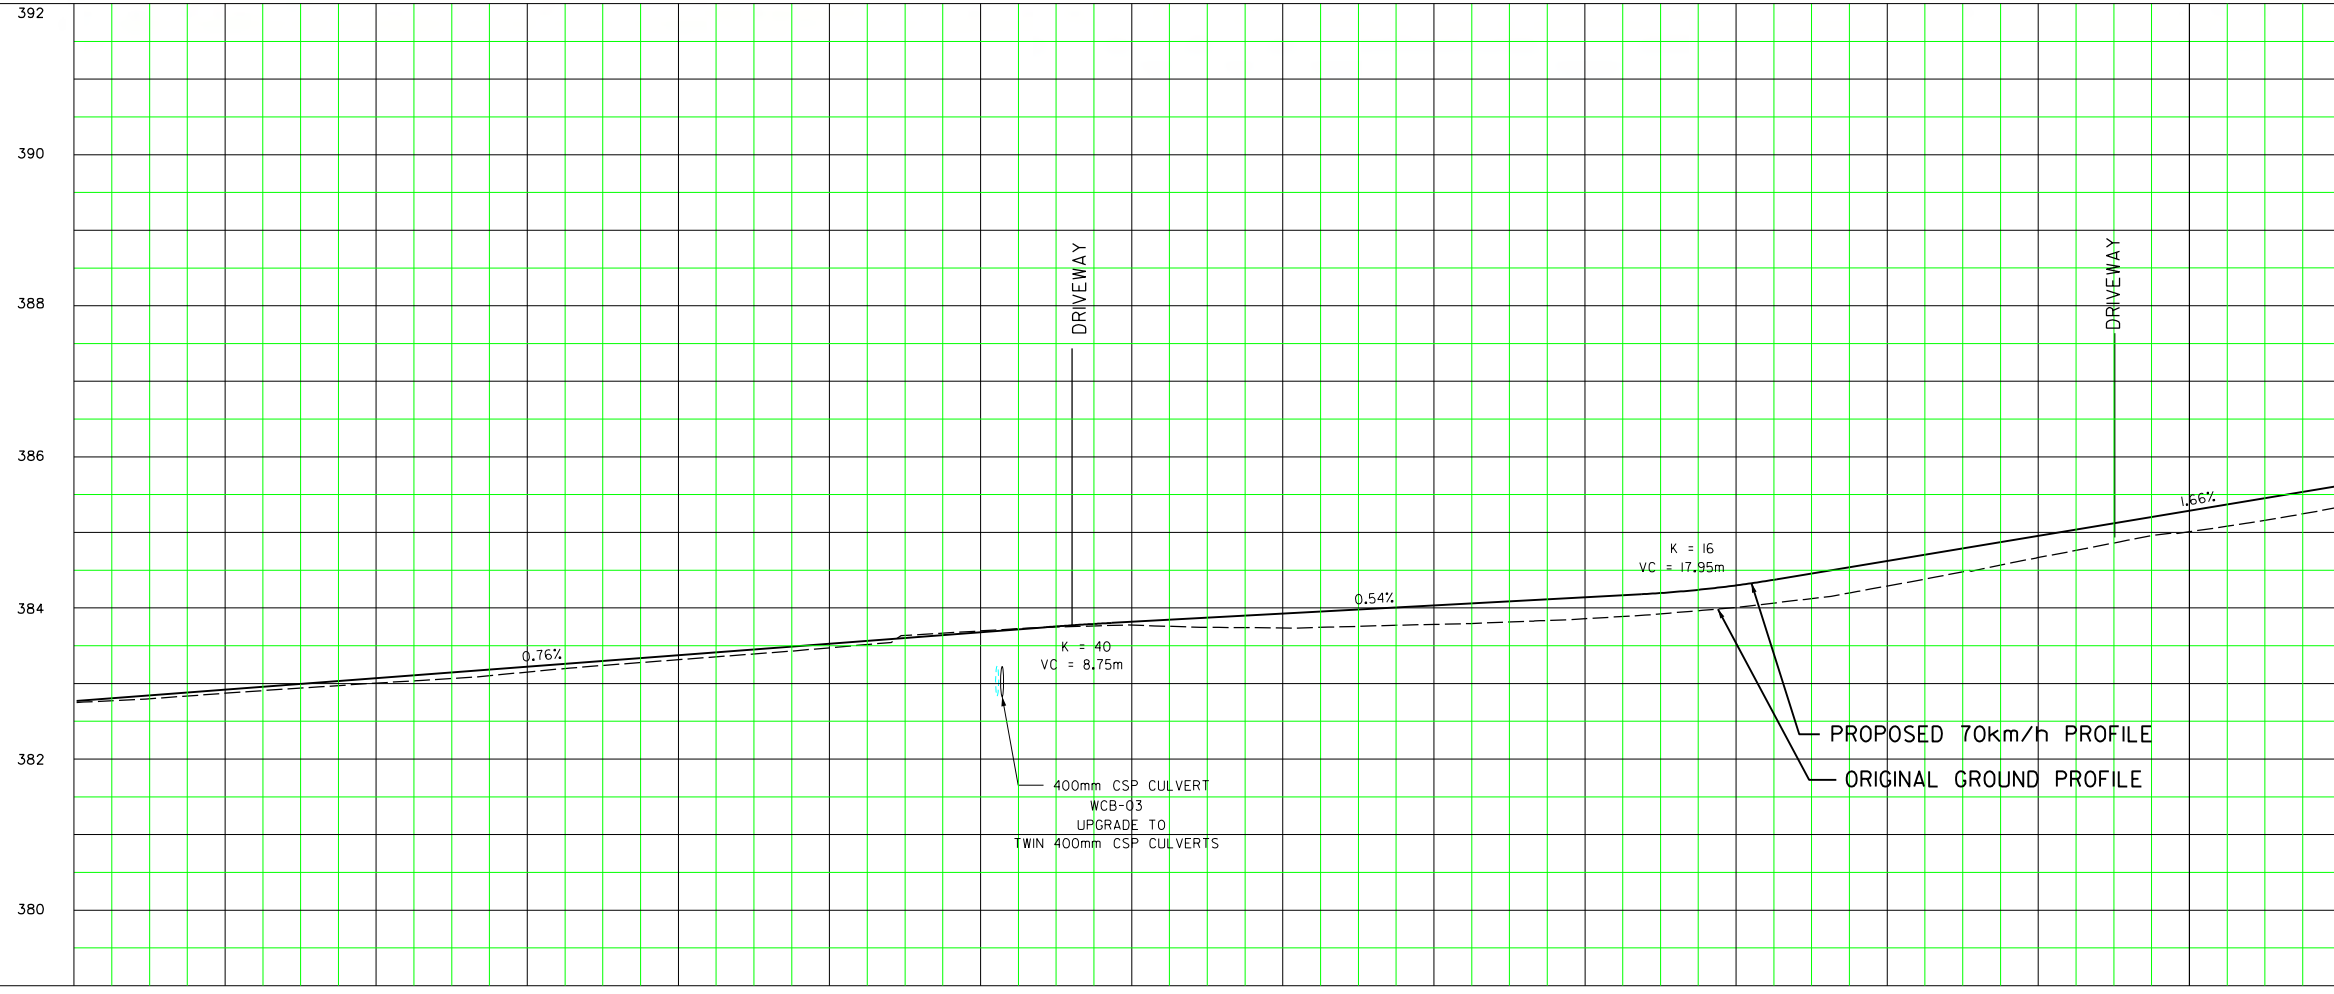 392
390
388
386
384
382
380
DRIVEWAY
DRIVEWAY
0.76%
0.54%
1.66%
K = 40
VC = 8.75m
K = 16
VC = 17.95m
PROPOSED 70km/h PROFILE
ORIGINAL GROUND PROFILE
400mm CSP CULVERT
WCB-03
UPGRADE TO
TWIN 400mm CSP CULVERTS